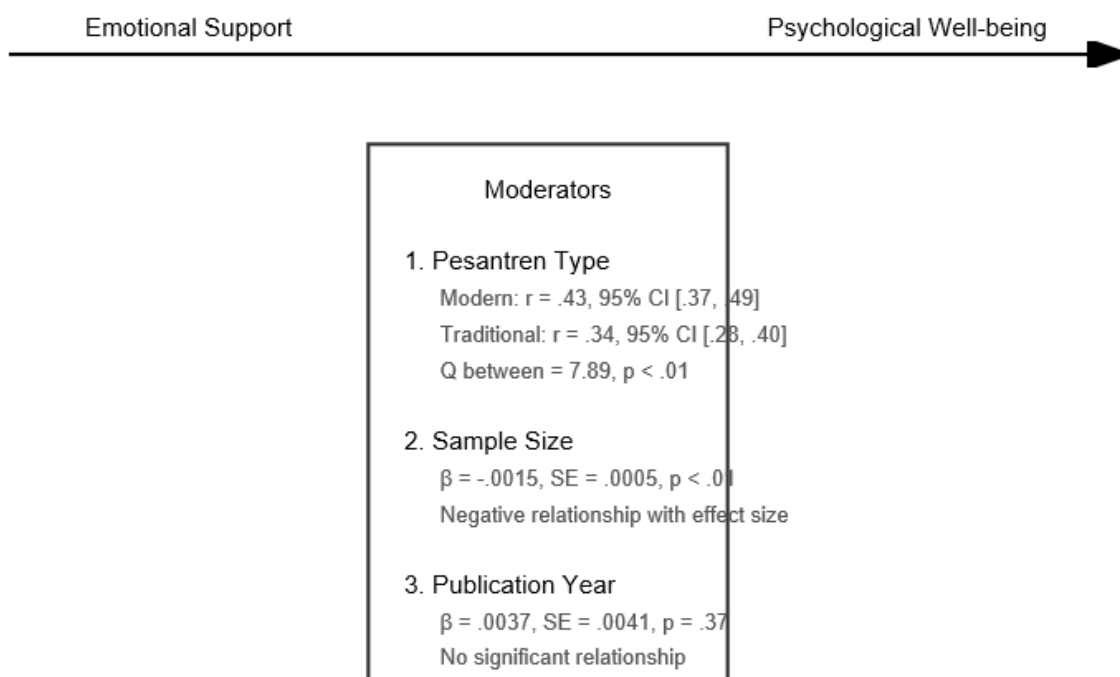 Emotional Support
Psychological Well-being
Moderators
1. Pesantren Type
Modern: r = .43, 95% CI [.37, .49]
Traditional: r = .34, 95% CI [.28, .40]
Q between = 7.89, p < .01
2. Sample Size
β = -.0015, SE = .0005, p < .01
Negative relationship with effect size
3. Publication Year
β = .0037, SE = .0041, p = .37
No significant relationship